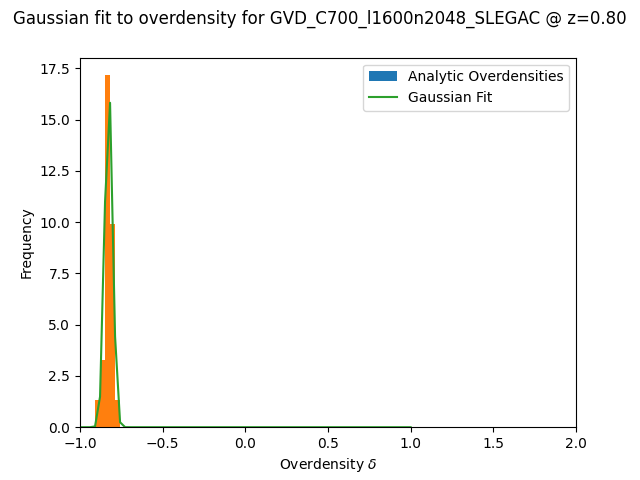 Gaussian fit to overdensity for GVD_C700_l1600n2048_SLEGAC @ z=0.80
Analytic Overdensities
Gaussian Fit
Frequency
17.5
15.0
12.5
10.0
7.5
5.0
2.5
0.0
−1.0 −0.5 0.0 0.5 1.0 1.5 2.0
Overdensity δ